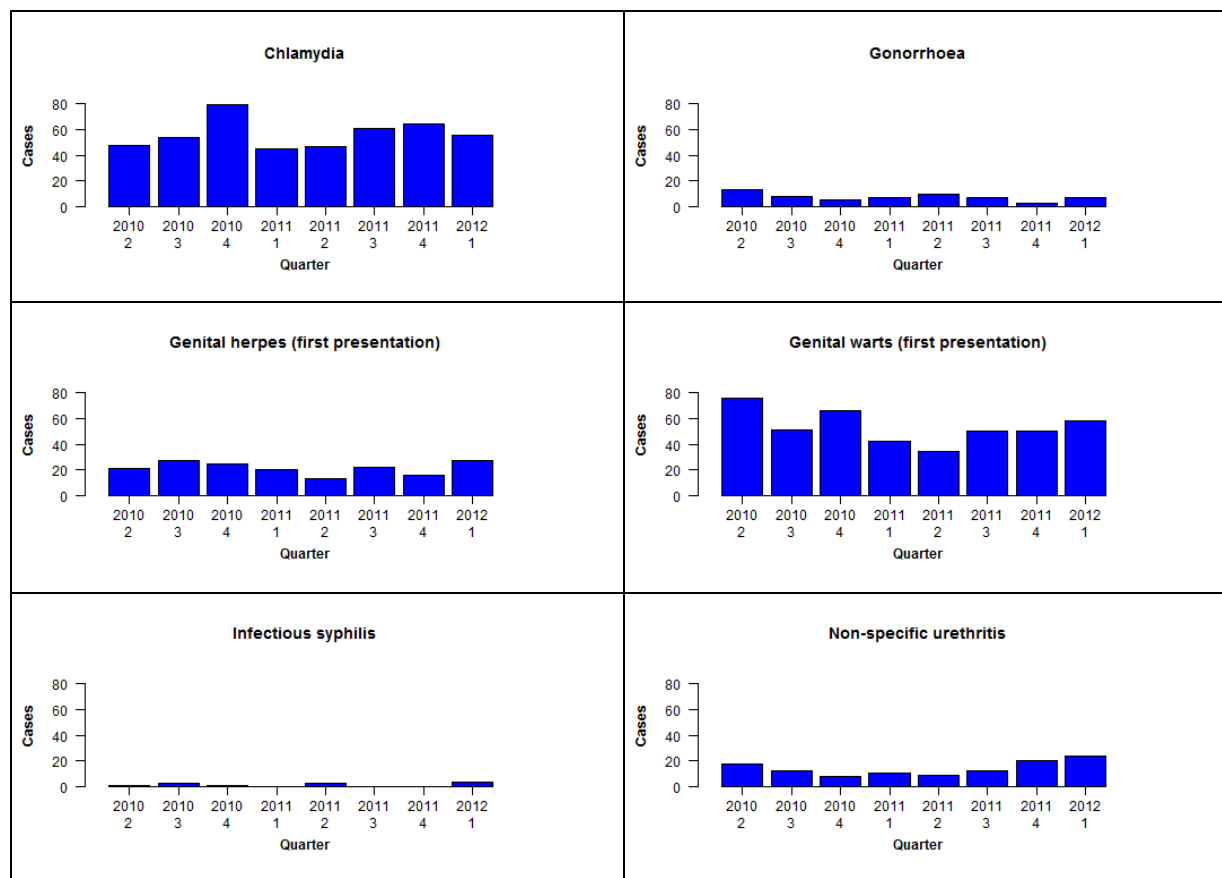 Chlamydia
Cases
80
60
40
20
0
2010 2010 2010 2011 2011 2011 2011 2012
2 3 4 1 2 3 4 1
Quarter
Gonorrhoea
Cases
80
60
40
20
0
2010 2010 2010 2011 2011 2011 2011 2012
2 3 4 1 2 3 4 1
Quarter
Genital herpes (first presentation)
Cases
80
60
40
20
0
2010 2010 2010 2011 2011 2011 2011 2012
2 3 4 1 2 3 4 1
Quarter
Genital warts (first presentation)
Cases
80
60
40
20
0
2010 2010 2010 2011 2011 2011 2011 2012
2 3 4 1 2 3 4 1
Quarter
Infectious syphilis
Cases
80
60
40
20
0
2010 2010 2010 2011 2011 2011 2011 2012
2 3 4 1 2 3 4 1
Quarter
Non-specific urethritis
Cases
80
60
40
20
0
2010 2010 2010 2011 2011 2011 2011 2012
2 3 4 1 2 3 4 1
Quarter